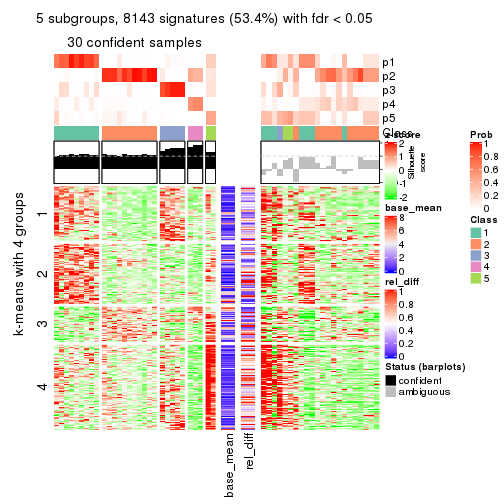 5 subgroups, 8143 signatures (53.4%) with fdr < 0.05
30 confident samples
p1
p2
p3
p4
p5
Class
Silhouette
score
k-means with 4 groups
1
2
3
4
base_mean
rel_diff
z-score
2
1
0
-1
-2
base_mean
8
6
4
2
0
rel_diff
1
0.8
0.6
0.4
0.2
0
Status (barplots)
confident
ambiguous
Prob
1
0.8
0.6
0.4
0.2
0
Class
1
2
3
4
5